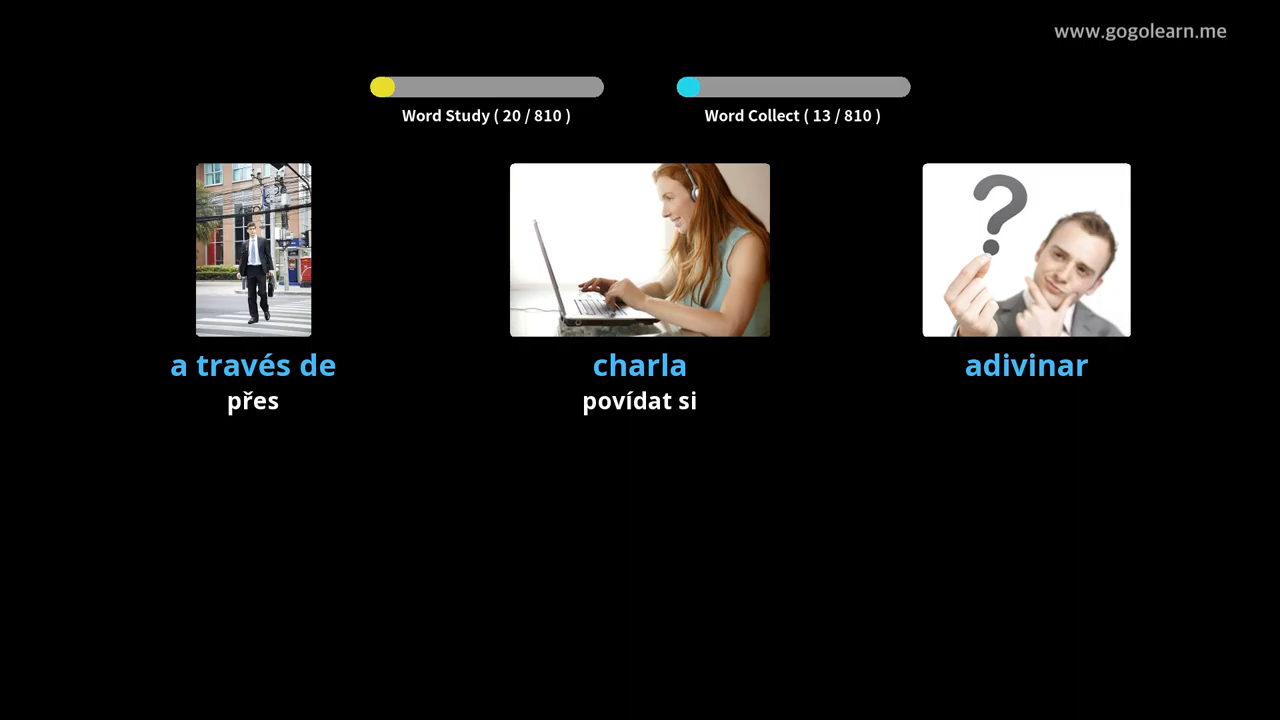 www.gogolearn.me
Word Study ( 20 / 810 )
Word Collect ( 13 / 810 )
a través de
přes
charla
povídat si
adivinar